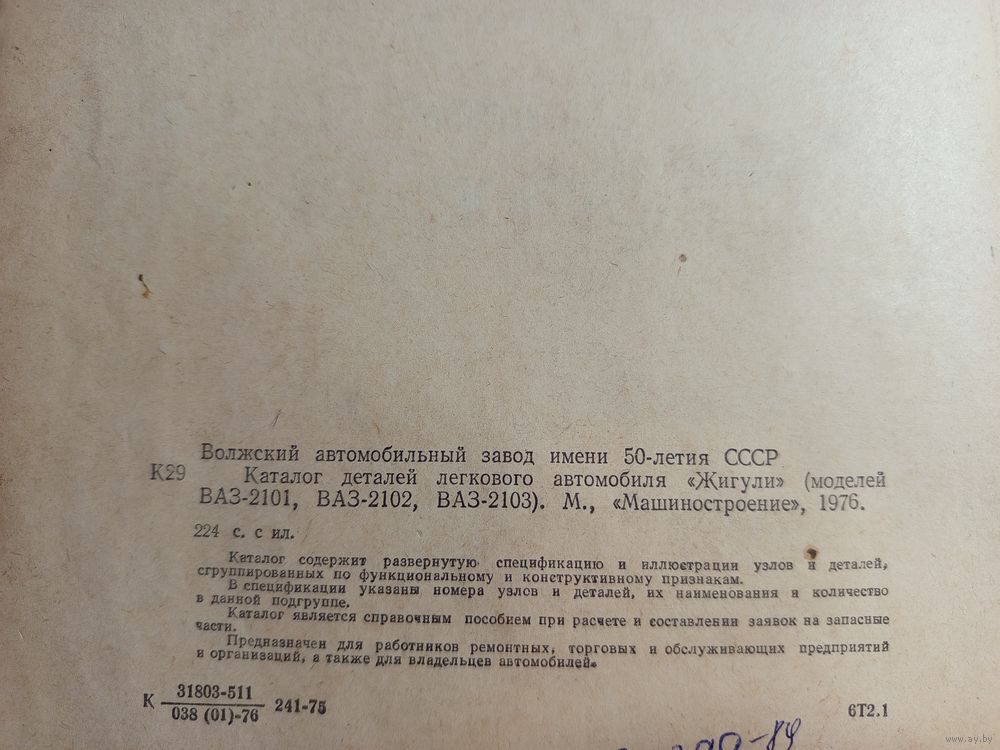 Волжский автомобильный завод имени 50-летия СССР
К29 Каталог деталей легкового автомобиля «Жигули» (моделей
ВАЗ-2101, ВАЗ-2102, ВАЗ-2103). М., «Машиностроение», 1976.
224 с. с ил.
Каталог содержит развернутую спецификацию и иллюстрации узлов и деталей,
сгруппированных по функциональному и конструктивному признакам.
В спецификации указаны номера узлов и деталей, их наименования и количество
в данной подгруппе.
Каталог является справочным пособием при расчете и составлении заявок на запасные
части.
Предназначен для работников ремонтных, торговых и обслуживающих предприятий
и организаций, а также для владельцев автомобилей.
К 31803-511
038 (01)-76 241-75 6Т2.1
www.ay.by